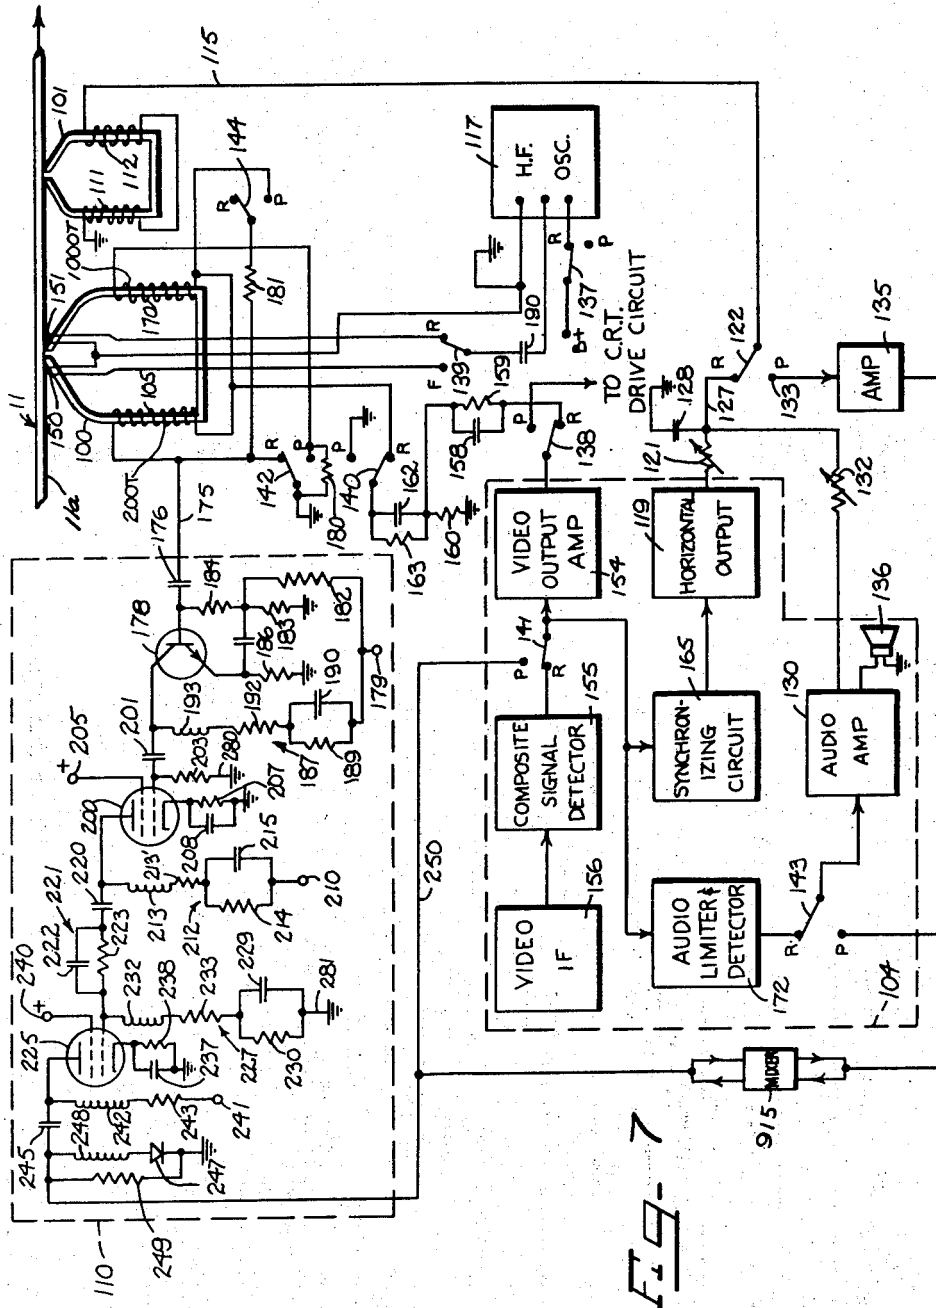 11
11a
100
150
151
1000T
101
111
112
115
105
170
200T
144
R
P
181
117
H.F.
OSC.
R
P
137
B+
190
R
F
139
159
158
TO C.R.T.
DRIVE CIRCUIT
175
142
R
P
180
P
140
R
162
163
160
P
138
R
128
127
R
122
P
133
135
AMP
121
132
176
184
178
182
183
186
179
190
192
193
187
189
201
205
+
200
203
280
207
208
215
220
213'
213
212
214
210
221
222
223
240
+
225
232
238
233
229
281
237
227
230
245
248
242
243
241
247
249
110
250
VIDEO
OUTPUT
AMP
154
119
HORIZONTAL
OUTPUT
136
141
P
R
155
COMPOSITE
SIGNAL
DETECTOR
165
SYNCHRON-
IZING
CIRCUIT
130
AUDIO
AMP
VIDEO
IF
156
AUDIO
LIMITER &
DETECTOR
172
R
143
P
104
MIXER
915
Fig. 7